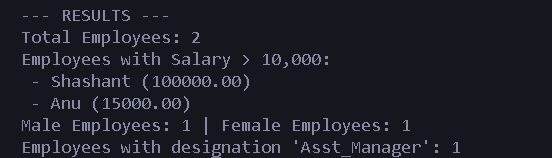 --- RESULTS ---
Total Employees: 2
Employees with Salary > 10,000:
 - Shashant (100000.00)
 - Anu (15000.00)
Male Employees: 1 | Female Employees: 1
Employees with designation 'Asst_Manager': 1